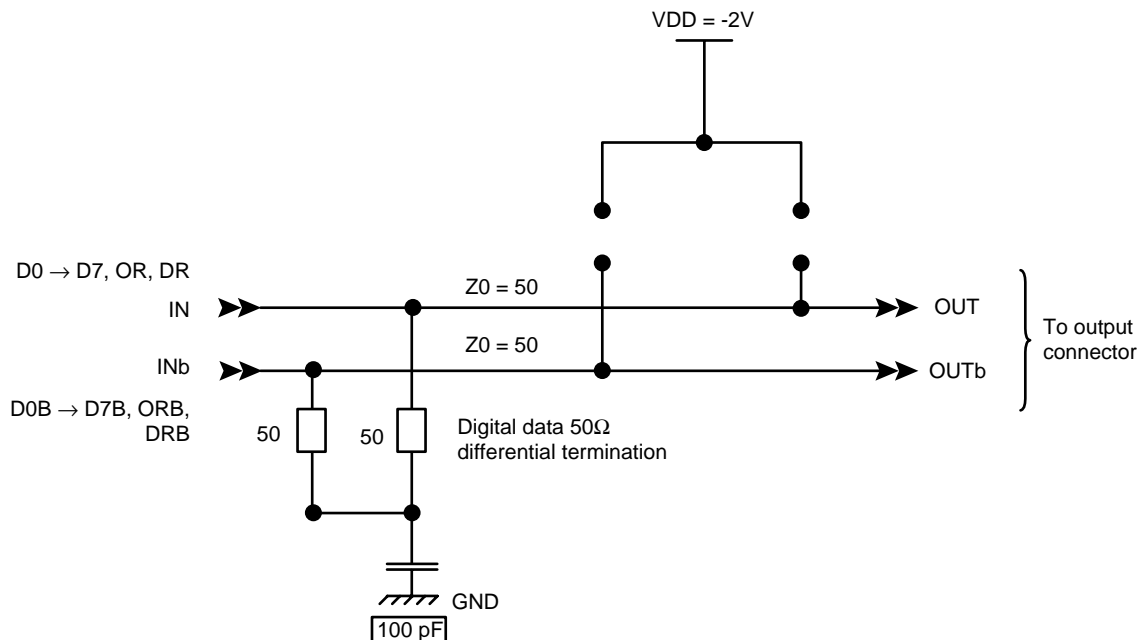 VDD = -2V
D0 → D7, OR, DR
Z0 = 50
IN
OUT
To output
connector
Z0 = 50
INb
OUTb
D0B → D7B, ORB,
DRB
50
50
Digital data 50Ω
differential termination
GND
100 pF